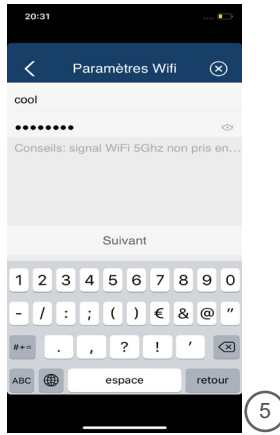 20:31
Paramètres Wifi
cool
••••••••
Conseils: signal WiFi 5Ghz non pris en...
Suivant
1 2 3 4 5 6 7 8 9 0
- / : ; ( ) € & @ "
#+= . , ? ! '
ABC espace retour
5